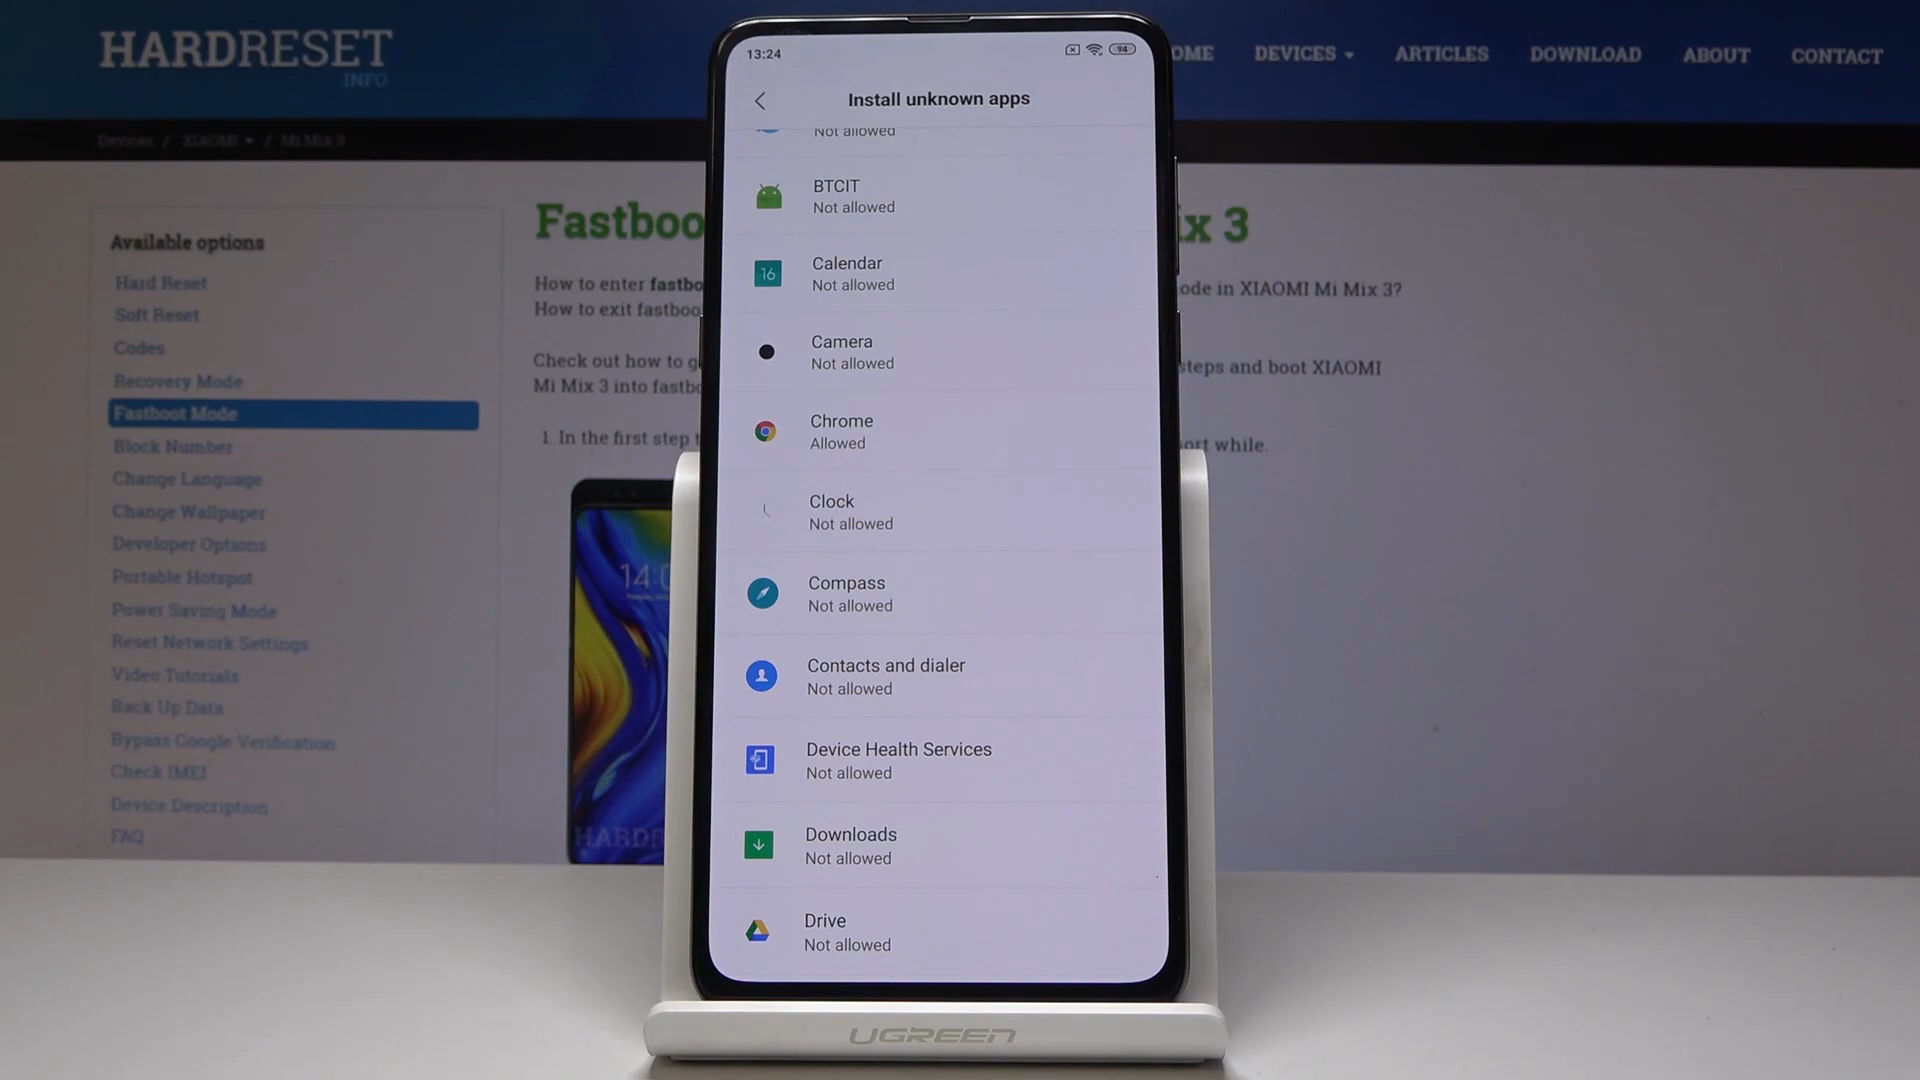 HARDRESET
.INFO
OME
DEVICES
ARTICLES
DOWNLOAD
ABOUT
CONTACT
Devices / XIAOMI / Mi Mix 3
Available options
Hard Reset
Soft Reset
Codes
Recovery Mode
Fastboot Mode
Block Number
Change Language
Change Wallpaper
Developer Options
Portable Hotspot
Power Saving Mode
Reset Network Settings
Video Tutorials
Back Up Data
Bypass Google Verification
Check IMEI
Device Description
FAQ
Fastboo
ix 3
How to enter fastbo
ode in XIAOMI Mi Mix 3?
How to exit fastboo
Check out how to g
steps and boot XIAOMI
Mi Mix 3 into fastbo
1. In the first step t
ort while.
14:0
HARDR
13:24
94
Install unknown apps
Not allowed
BTCIT
Not allowed
16
Calendar
Not allowed
Camera
Not allowed
Chrome
Allowed
Clock
Not allowed
Compass
Not allowed
Contacts and dialer
Not allowed
Device Health Services
Not allowed
Downloads
Not allowed
Drive
Not allowed
UGREEN